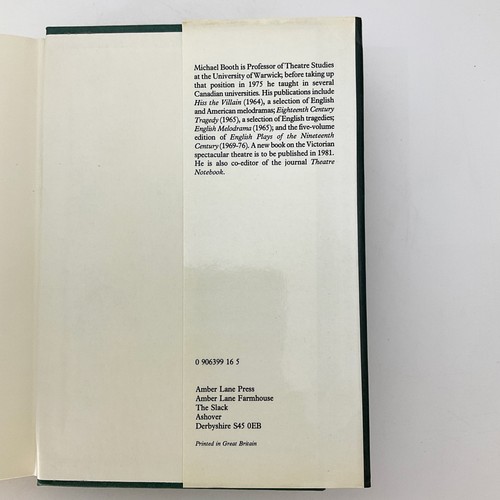 Michael Booth is Professor of Theatre Studies
at the University of Warwick; before taking up
that position in 1975 he taught in several
Canadian universities. His publications include
Hiss the Villain (1964), a selection of English
and American melodramas; Eighteenth Century
Tragedy (1965), a selection of English tragedies;
English Melodrama (1965); and the five-volume
edition of English Plays of the Nineteenth
Century (1969-76). A new book on the Victorian
spectacular theatre is to be published in 1981.
He is also co-editor of the journal Theatre
Notebook.
0 906399 16 5
Amber Lane Press
Amber Lane Farmhouse
The Slack
Ashover
Derbyshire S45 0EB
Printed in Great Britain